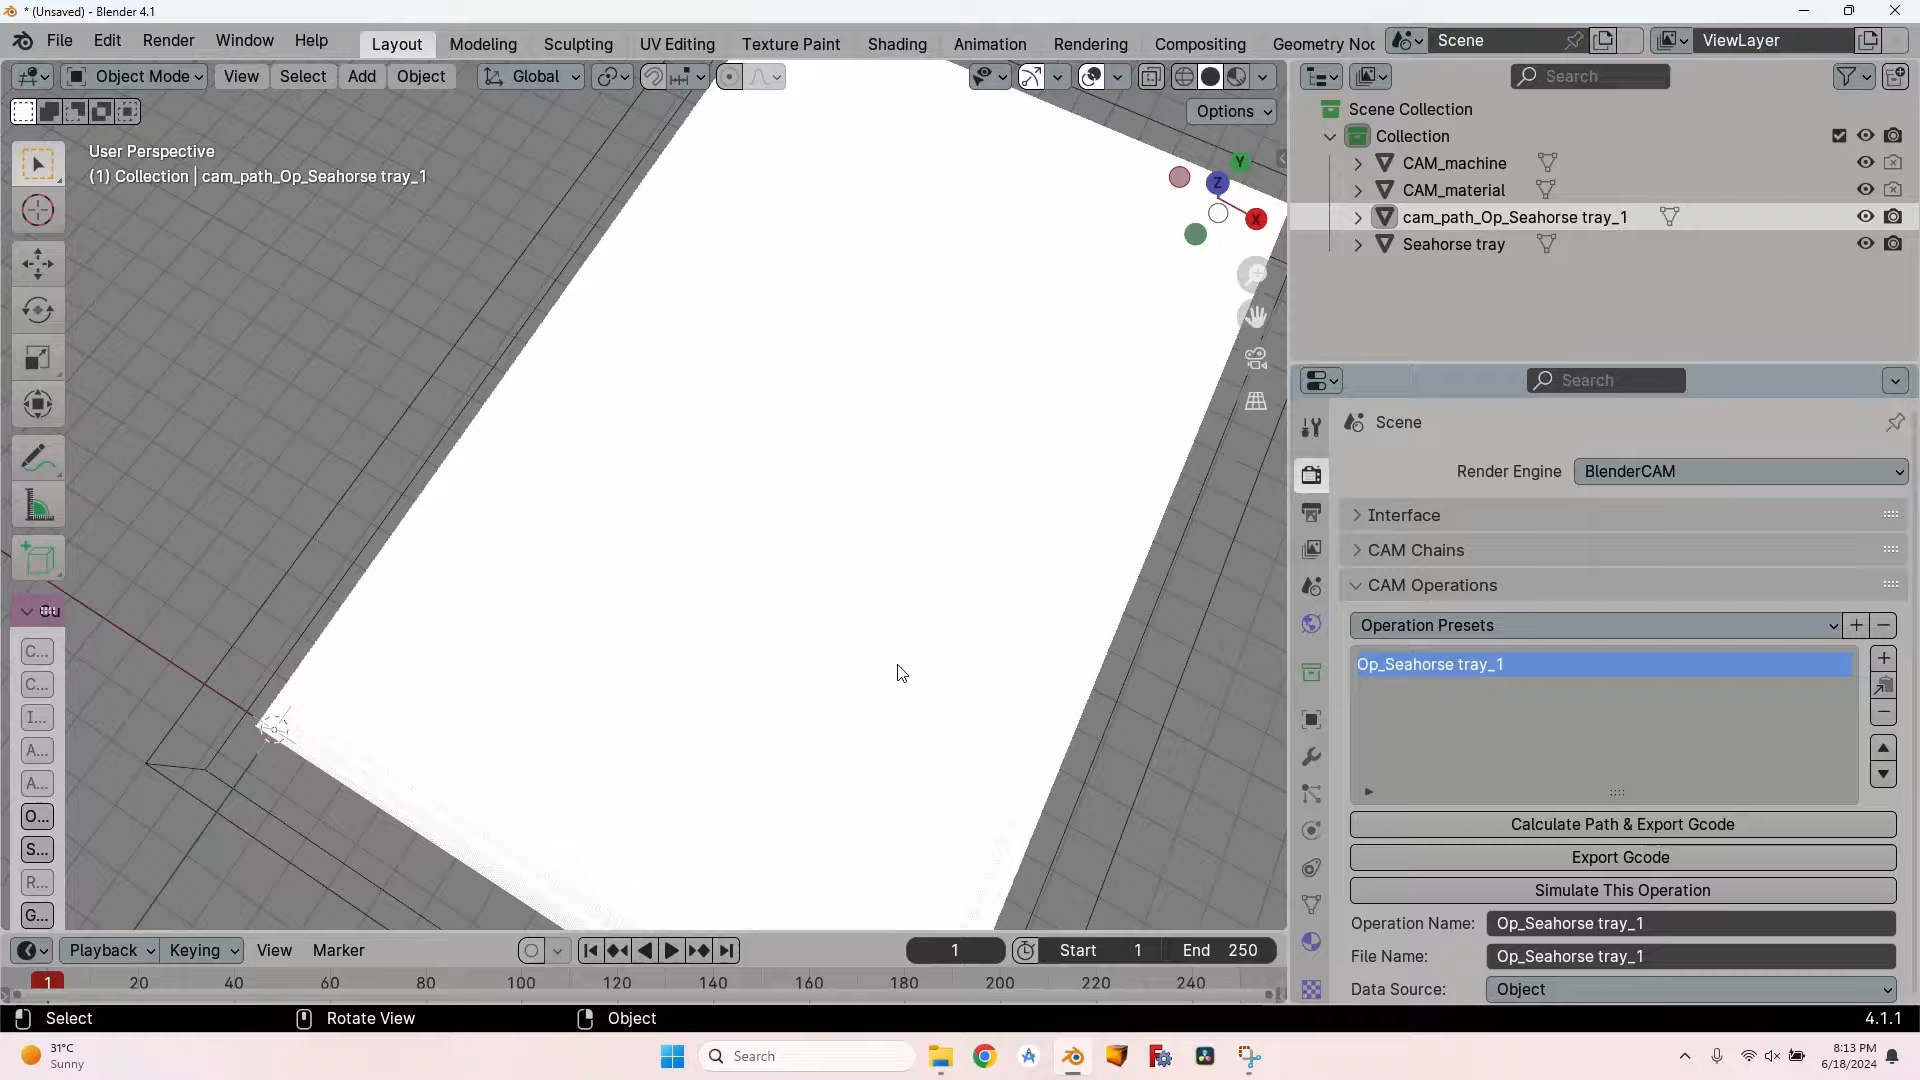 * (Unsaved) - Blender 4.1
File Edit Render Window Help
Layout Modeling Sculpting UV Editing Texture Paint Shading Animation Rendering Compositing Geometry Noc
Scene
ViewLayer
Object Mode View Select Add Object
Global
Search
Options
User Perspective
(1) Collection | cam_path_Op_Seahorse tray_1
Y
Z
X
Scene Collection
Collection
CAM_machine
CAM_material
cam_path_Op_Seahorse tray_1
Seahorse tray
Search
Scene
Render Engine BlenderCAM
Interface
CAM Chains
CAM Operations
Operation Presets
Op_Seahorse tray_1
Calculate Path & Export Gcode
Export Gcode
Simulate This Operation
Operation Name: Op_Seahorse tray_1
File Name: Op_Seahorse tray_1
Data Source: Object
C...
C...
I...
A...
A...
O...
S...
R...
G...
Playback Keying View Marker
1
Start 1
End 250
1 20 40 60 80 100 120 140 160 180 200 220 240
Select
Rotate View
Object
4.1.1
31°C
Sunny
Search
8:13 PM
6/18/2024